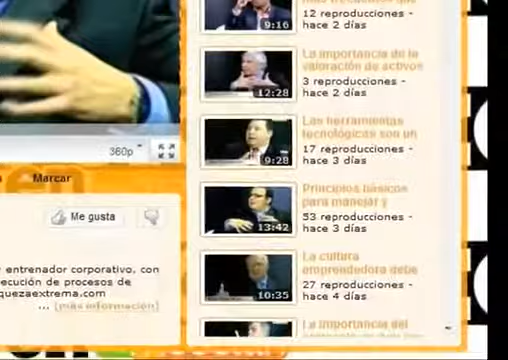 más frecuentes que
12 reproducciones -
hace 2 días
9:16
La importancia de la
valoración de activos
3 reproducciones -
hace 2 días
12:28
Las herramientas
tecnológicas son un
17 reproducciones -
hace 3 días
9:28
Principios básicos
para manejar y
53 reproducciones -
hace 3 días
13:42
La cultura
emprendedora debe
27 reproducciones -
hace 4 días
10:35
La importancia del
360p
Marcar
Me gusta
entrenador corporativo, con
ecución de procesos de
quezaextrema.com
... (más información)